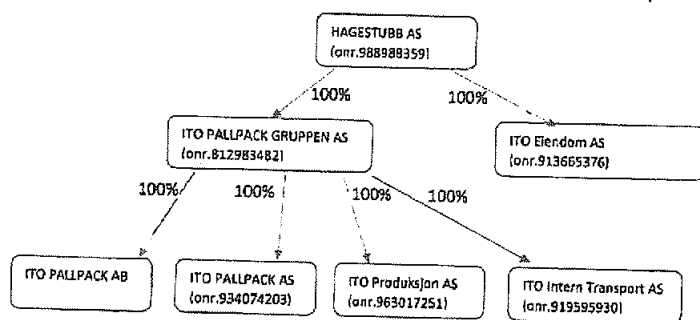 HAGESTUBB AS
(onr.988988359)
100%
100%
ITO PALLPACK GRUPPEN AS
(onr.812983482)
ITO Eiendom AS
(onr.913665376)
100%
100%
100%
100%
ITO PALLPACK AB
ITO PALLPACK AS
(onr.934074203)
ITO Produksjon AS
(onr.963017251)
ITO Intern Transport AS
(onr.919595930)